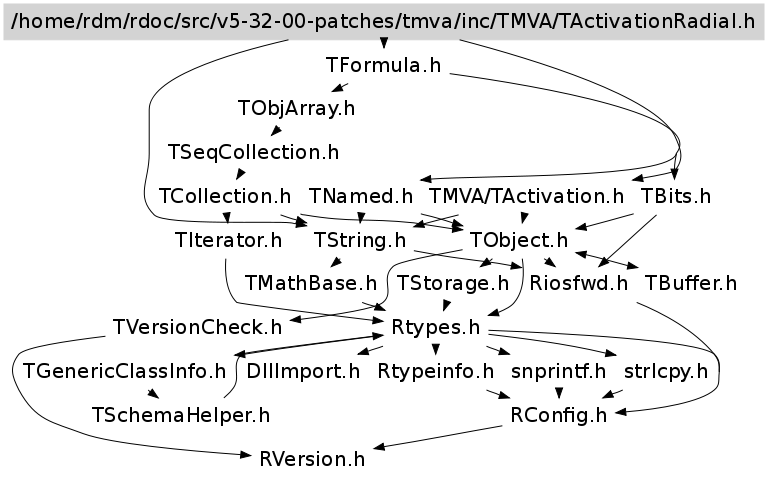 /home/rdm/rdoc/src/v5-32-00-patches/tmva/inc/TMVA/TActivationRadial.h
TFormula.h
TObjArray.h
TSeqCollection.h
TCollection.h TNamed.h TMVA/TActivation.h TBits.h
TIterator.h TString.h TObject.h
TMathBase.h TStorage.h Riosfwd.h TBuffer.h
TVersionCheck.h Rtypes.h
TGenericClassInfo.h DllImport.h Rtypeinfo.h snprintf.h strlcpy.h
TSchemaHelper.h RConfig.h
RVersion.h